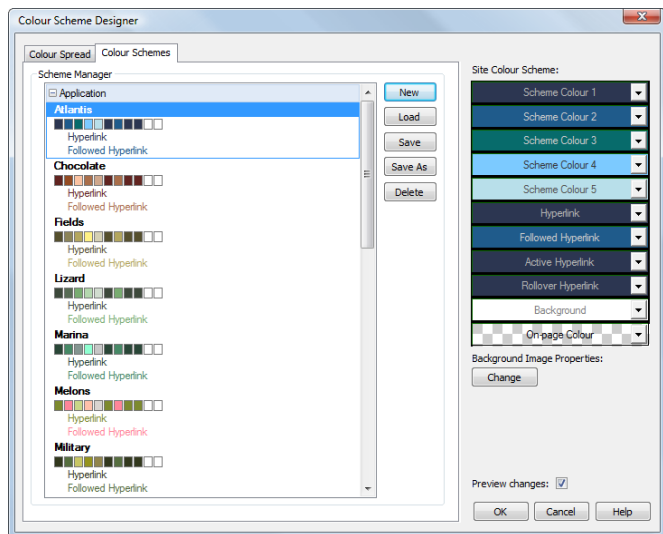 Colour Scheme Designer
Colour Spread
Colour Schemes
Scheme Manager
Application
Atlantis
Hyperlink
Followed Hyperlink
Chocolate
Hyperlink
Followed Hyperlink
Fields
Hyperlink
Followed Hyperlink
Lizard
Hyperlink
Followed Hyperlink
Marina
Hyperlink
Followed Hyperlink
Melons
Hyperlink
Followed Hyperlink
Military
Hyperlink
Followed Hyperlink
New
Load
Save
Save As
Delete
Site Colour Scheme:
Scheme Colour 1
Scheme Colour 2
Scheme Colour 3
Scheme Colour 4
Scheme Colour 5
Hyperlink
Followed Hyperlink
Active Hyperlink
Rollover Hyperlink
Background
On-page Colour
Background Image Properties:
Change
Preview changes:
OK
Cancel
Help